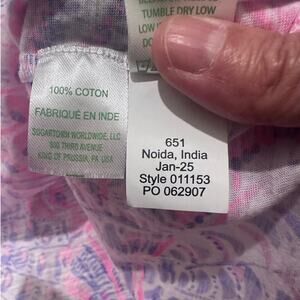 TUMBLE DRY LOW
100% COTON
FABRIQUÉ EN INDE
SUGARTOWN WORLDWIDE, LLC
800 THIRD AVENUE
KING OF PRUSSIA, PA USA
651
Noida, India
Jan-25
Style 011153
PO 062907